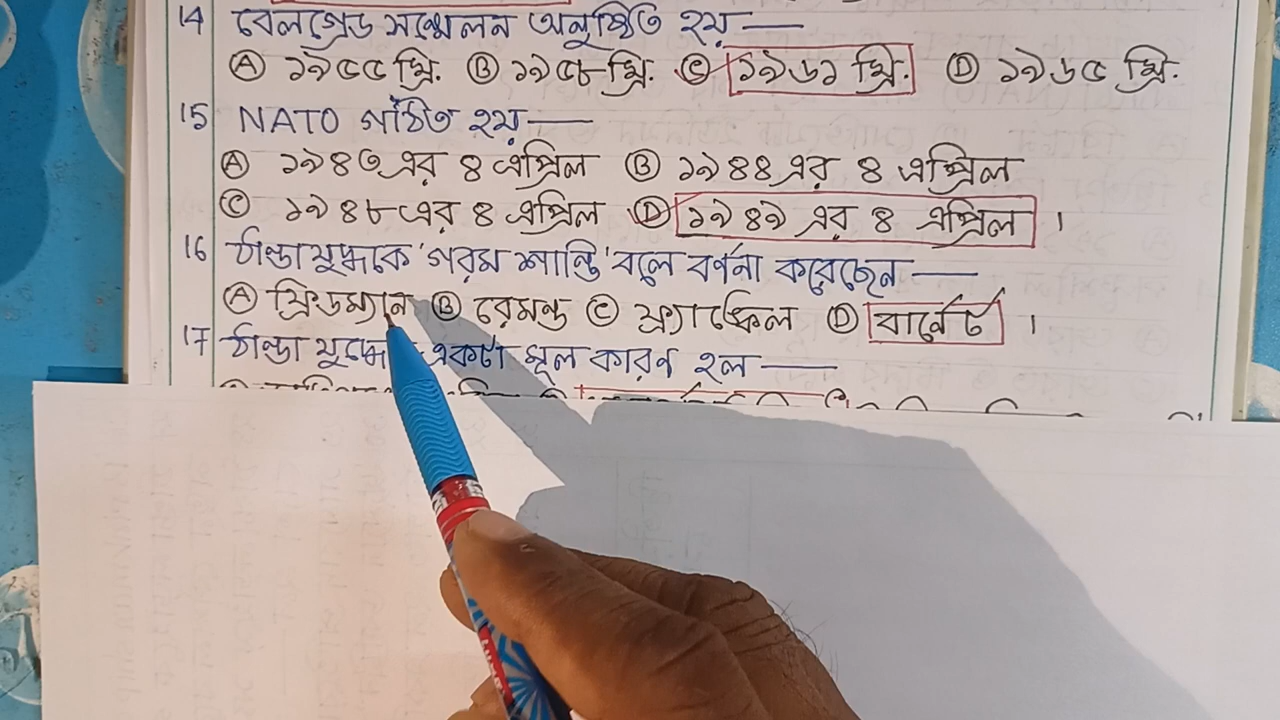 14 বেলগ্রেড সম্মেলন অনুষ্ঠিত হয় —
Ⓐ ১৯৫৫ খ্রি. Ⓑ ১৯৫৮ খ্রি. Ⓒ ১৯৬১ খ্রি. Ⓓ ১৯৬৫ খ্রি.
15 NATO গঠিত হয় —
Ⓐ ১৯৪৩ এর ৪ এপ্রিল Ⓑ ১৯৪৪ এর ৪ এপ্রিল
Ⓒ ১৯৪৮ এর ৪ এপ্রিল Ⓓ ১৯৪৯ এর ৪ এপ্রিল ।
16 ঠাণ্ডা যুদ্ধকে 'গরম শান্তি' বলে বর্ণনা করেছেন —
Ⓐ ফ্রিডম্যান Ⓑ রেমন্ড Ⓒ ফ্র্যাঙ্কেল Ⓓ বার্নেট ।
17 ঠাণ্ডা যুদ্ধের একটা মূল কারণ হল —